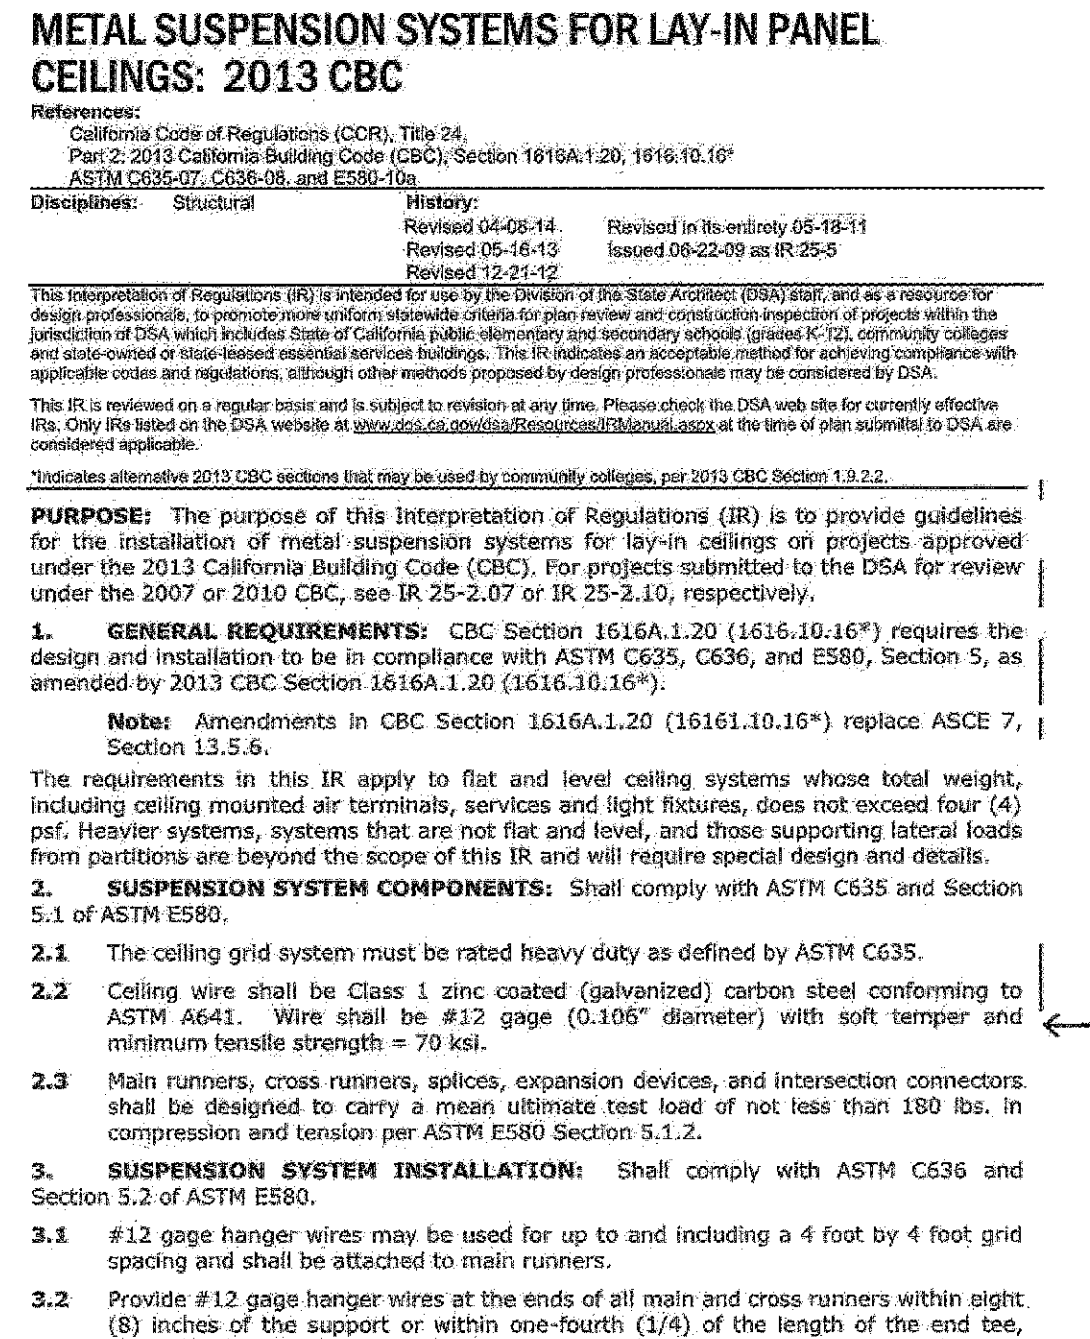 METAL SUSPENSION SYSTEMS FOR LAY-IN PANEL
CEILINGS: 2013 CBC
References:
California Code of Regulations (CCR), Title 24,
Part 2: 2013 California Building Code (CBC), Section 1616A.1.20, 1616.10.16*
ASTM C635-07, C636-08, and E580-10a
Disciplines: Structural History:
Revised 04-08-14 Revised in its entirety 05-18-11
Revised 05-16-13 Issued 06-22-09 as IR 25-5
Revised 12-21-12
This Interpretation of Regulations (IR) is intended for use by the Division of the State Architect (DSA) staff, and as a resource for
design professionals, to promote more uniform statewide criteria for plan review and construction inspection of projects within the
jurisdiction of DSA which includes State of California public elementary and secondary schools (grades K-12), community colleges
and state-owned or state-leased essential services buildings. This IR indicates an acceptable method for achieving compliance with
applicable codes and regulations, although other methods proposed by design professionals may be considered by DSA.
This IR is reviewed on a regular basis and is subject to revision at any time. Please check the DSA web site for currently effective
IRs. Only IRs listed on the DSA website at www.dgs.ca.gov/dsa/Resources/IRManual.aspx at the time of plan submittal to DSA are
considered applicable.
*Indicates alternative 2013 CBC sections that may be used by community colleges, per 2013 CBC Section 1.9.2.2.
PURPOSE: The purpose of this Interpretation of Regulations (IR) is to provide guidelines
for the installation of metal suspension systems for lay-in ceilings on projects approved
under the 2013 California Building Code (CBC). For projects submitted to the DSA for review
under the 2007 or 2010 CBC, see IR 25-2.07 or IR 25-2.10, respectively.
1. GENERAL REQUIREMENTS: CBC Section 1616A.1.20 (1616.10.16*) requires the
design and installation to be in compliance with ASTM C635, C636, and E580, Section 5, as
amended by 2013 CBC Section 1616A.1.20 (1616.10.16*).
Note: Amendments in CBC Section 1616A.1.20 (16161.10.16*) replace ASCE 7,
Section 13.5.6.
The requirements in this IR apply to flat and level ceiling systems whose total weight,
including ceiling mounted air terminals, services and light fixtures, does not exceed four (4)
psf. Heavier systems, systems that are not flat and level, and those supporting lateral loads
from partitions are beyond the scope of this IR and will require special design and details.
2. SUSPENSION SYSTEM COMPONENTS: Shall comply with ASTM C635 and Section
5.1 of ASTM E580.
2.1 The ceiling grid system must be rated heavy duty as defined by ASTM C635.
2.2 Ceiling wire shall be Class 1 zinc coated (galvanized) carbon steel conforming to
ASTM A641. Wire shall be #12 gage (0.106" diameter) with soft temper and
minimum tensile strength = 70 ksi.
2.3 Main runners, cross runners, splices, expansion devices, and intersection connectors
shall be designed to carry a mean ultimate test load of not less than 180 lbs. in
compression and tension per ASTM E580 Section 5.1.2.
3. SUSPENSION SYSTEM INSTALLATION: Shall comply with ASTM C636 and
Section 5.2 of ASTM E580.
3.1 #12 gage hanger wires may be used for up to and including a 4 foot by 4 foot grid
spacing and shall be attached to main runners.
3.2 Provide #12 gage hanger wires at the ends of all main and cross runners within eight
(8) inches of the support or within one-fourth (1/4) of the length of the end tee,